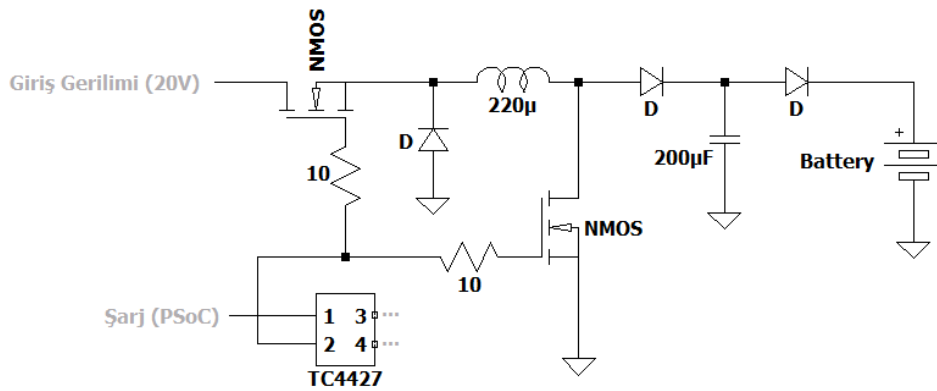 NMOS
Giriş Gerilimi (20V)
220µ
D
D
D
10
200µF
+
Battery
NMOS
10
Şarj (PSoC)
1 3 ...
2 4 ...
TC4427